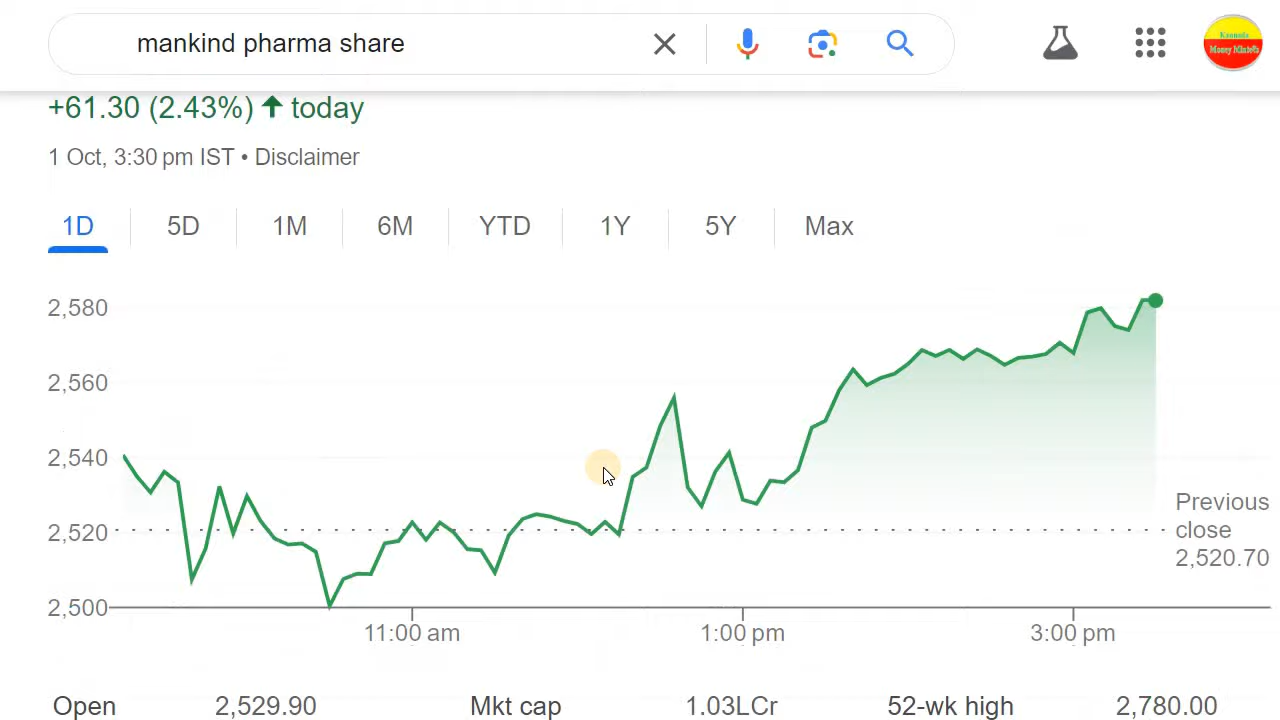 mankind pharma share
+61.30 (2.43%) ↑ today
1 Oct, 3:30 pm IST • Disclaimer
1D 5D 1M 6M YTD 1Y 5Y Max
2,580
2,560
2,540
2,520
2,500
Previous
close
2,520.70
11:00 am 1:00 pm 3:00 pm
Open 2,529.90 Mkt cap 1.03LCr 52-wk high 2,780.00